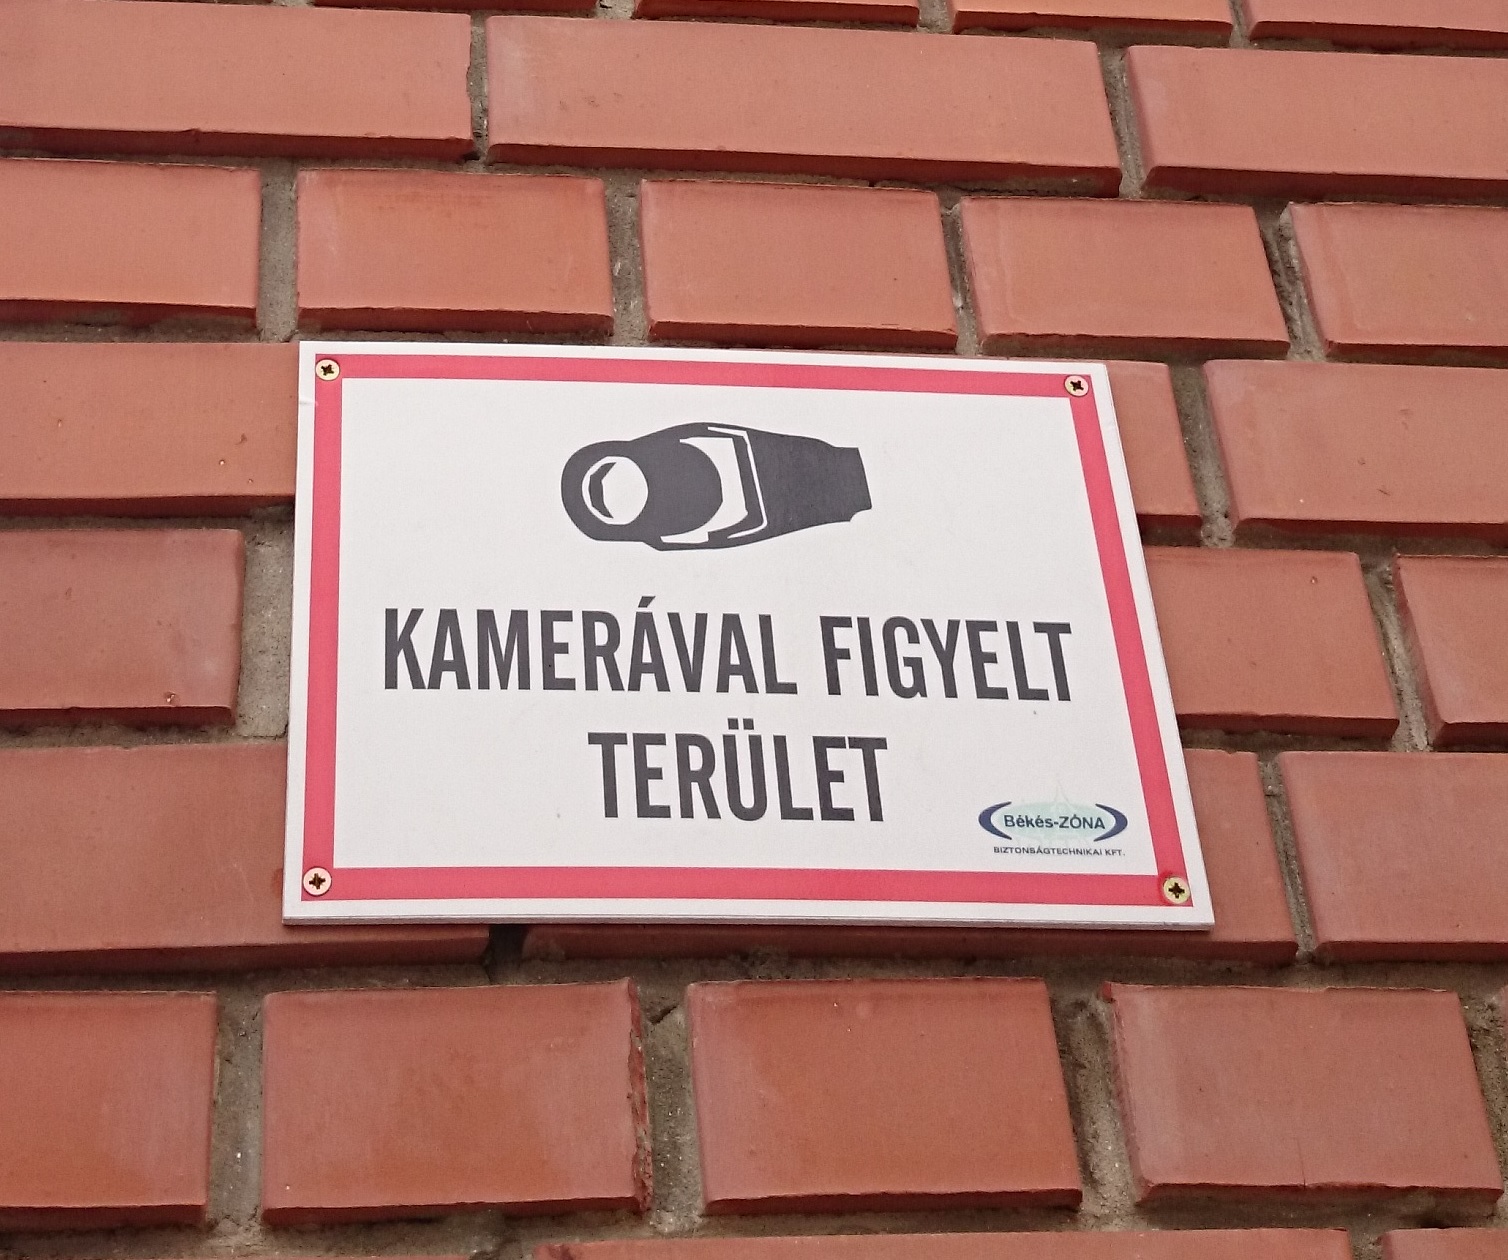 KAMERÁVAL FIGYELT
TERÜLET
Békés-ZÓNA
BIZTONSÁGTECHNIKAI KFT.